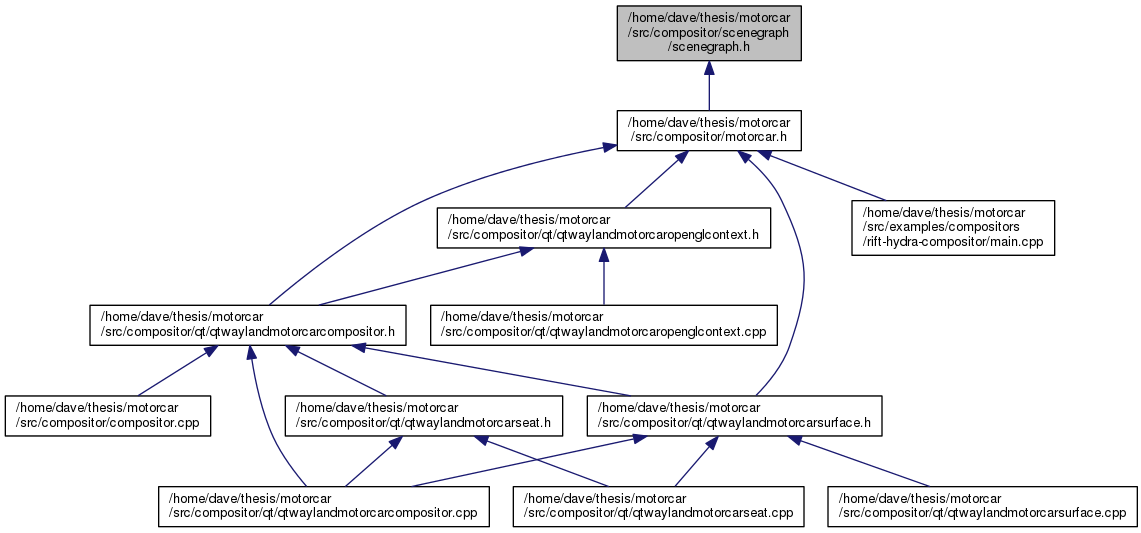 /home/dave/thesis/motorcar
/src/compositor/scenegraph
/scenegraph.h
/home/dave/thesis/motorcar
/src/compositor/motorcar.h
/home/dave/thesis/motorcar
/src/compositor/qt/qtwaylandmotorcaropenglcontext.h
/home/dave/thesis/motorcar
/src/examples/compositors
/rift-hydra-compositor/main.cpp
/home/dave/thesis/motorcar
/src/compositor/qt/qtwaylandmotorcarcompositor.h
/home/dave/thesis/motorcar
/src/compositor/qt/qtwaylandmotorcaropenglcontext.cpp
/home/dave/thesis/motorcar
/src/compositor/compositor.cpp
/home/dave/thesis/motorcar
/src/compositor/qt/qtwaylandmotorcarseat.h
/home/dave/thesis/motorcar
/src/compositor/qt/qtwaylandmotorcarsurface.h
/home/dave/thesis/motorcar
/src/compositor/qt/qtwaylandmotorcarcompositor.cpp
/home/dave/thesis/motorcar
/src/compositor/qt/qtwaylandmotorcarseat.cpp
/home/dave/thesis/motorcar
/src/compositor/qt/qtwaylandmotorcarsurface.cpp